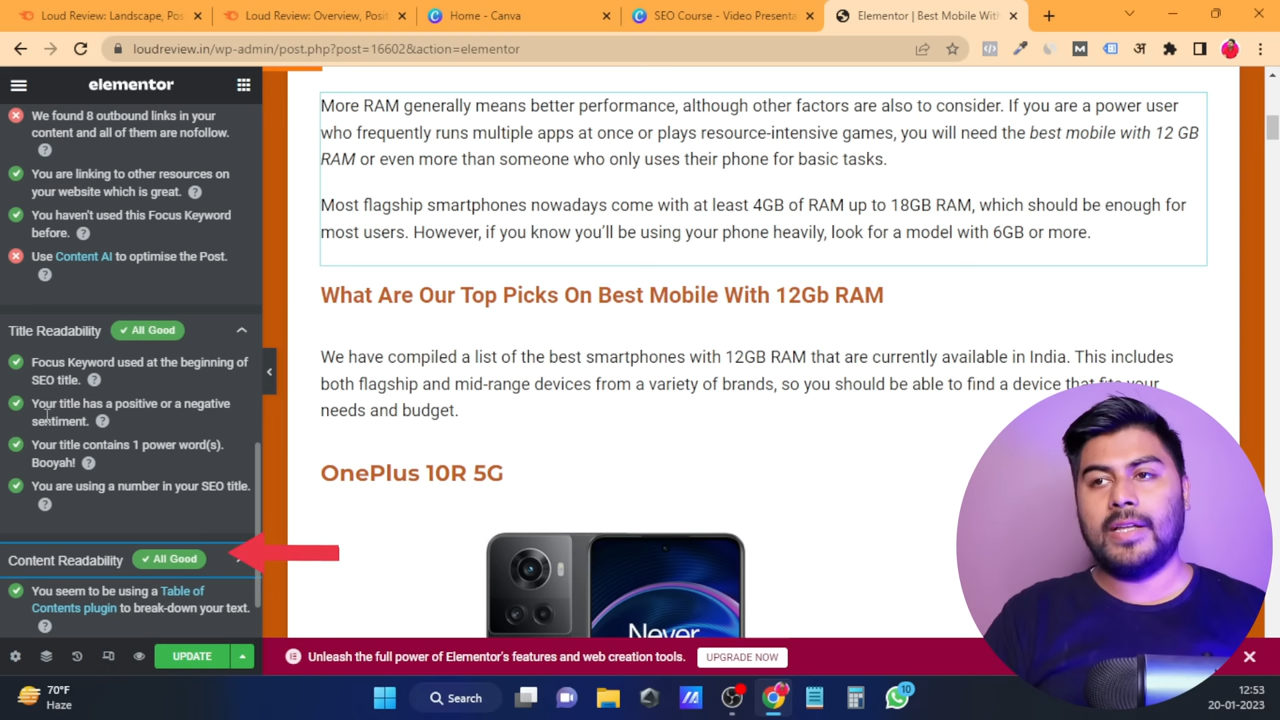 Loud Review: Landscape, Pos
Loud Review: Overview, Posit
Home - Canva
SEO Course - Video Presenta
Elementor | Best Mobile With
loudreview.in/wp-admin/post.php?post=16602&action=elementor
elementor
We found 8 outbound links in your
content and all of them are nofollow.
You are linking to other resources on
your website which is great.
You haven't used this Focus Keyword
before.
Use Content AI to optimise the Post.
Title Readability
All Good
Focus Keyword used at the beginning of
SEO title.
Your title has a positive or a negative
sentiment.
Your title contains 1 power word(s).
Booyah!
You are using a number in your SEO title.
Content Readability
All Good
You seem to be using a Table of
Contents plugin to break-down your text.
UPDATE
More RAM generally means better performance, although other factors are also to consider. If you are a power user
who frequently runs multiple apps at once or plays resource-intensive games, you will need the best mobile with 12 GB
RAM or even more than someone who only uses their phone for basic tasks.
Most flagship smartphones nowadays come with at least 4GB of RAM up to 18GB RAM, which should be enough for
most users. However, if you know you'll be using your phone heavily, look for a model with 6GB or more.
What Are Our Top Picks On Best Mobile With 12Gb RAM
We have compiled a list of the best smartphones with 12GB RAM that are currently available in India. This includes
both flagship and mid-range devices from a variety of brands, so you should be able to find a device that fits your
needs and budget.
OnePlus 10R 5G
Never
Unleash the full power of Elementor's features and web creation tools.
UPGRADE NOW
70°F
Haze
Search
10
12:53
20-01-2023